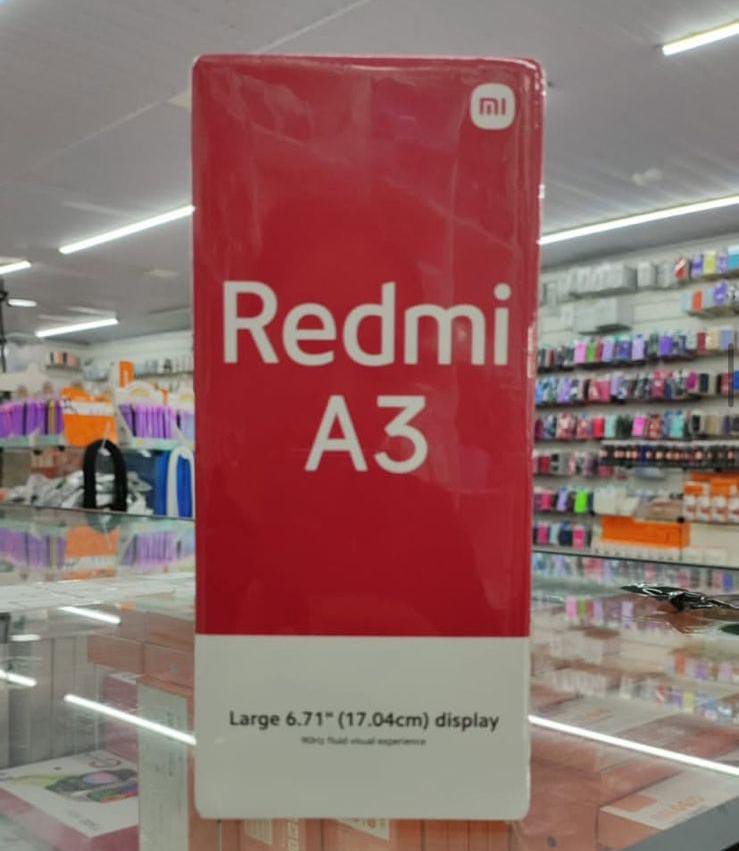 mi
Redmi
A3
Large 6.71" (17.04cm) display
90Hz fluid visual experience